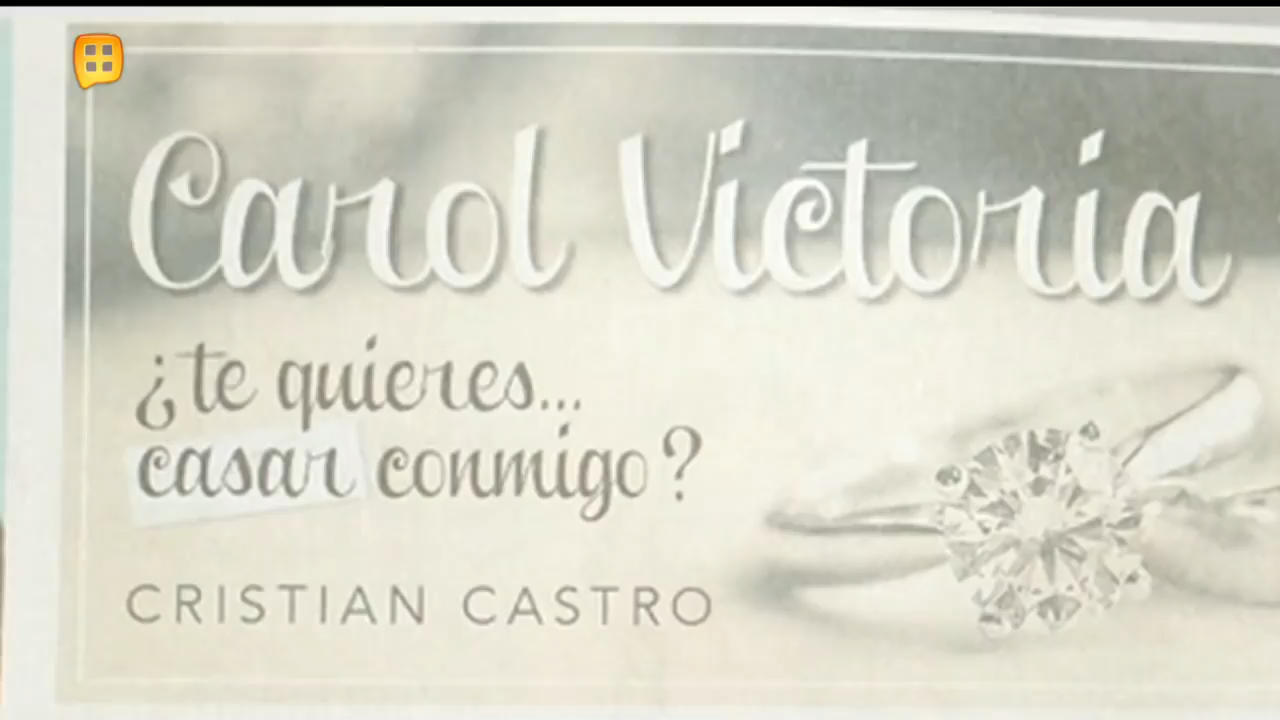 Carol Victoria
¿te quieres...
casar conmigo?
CRISTIAN CASTRO